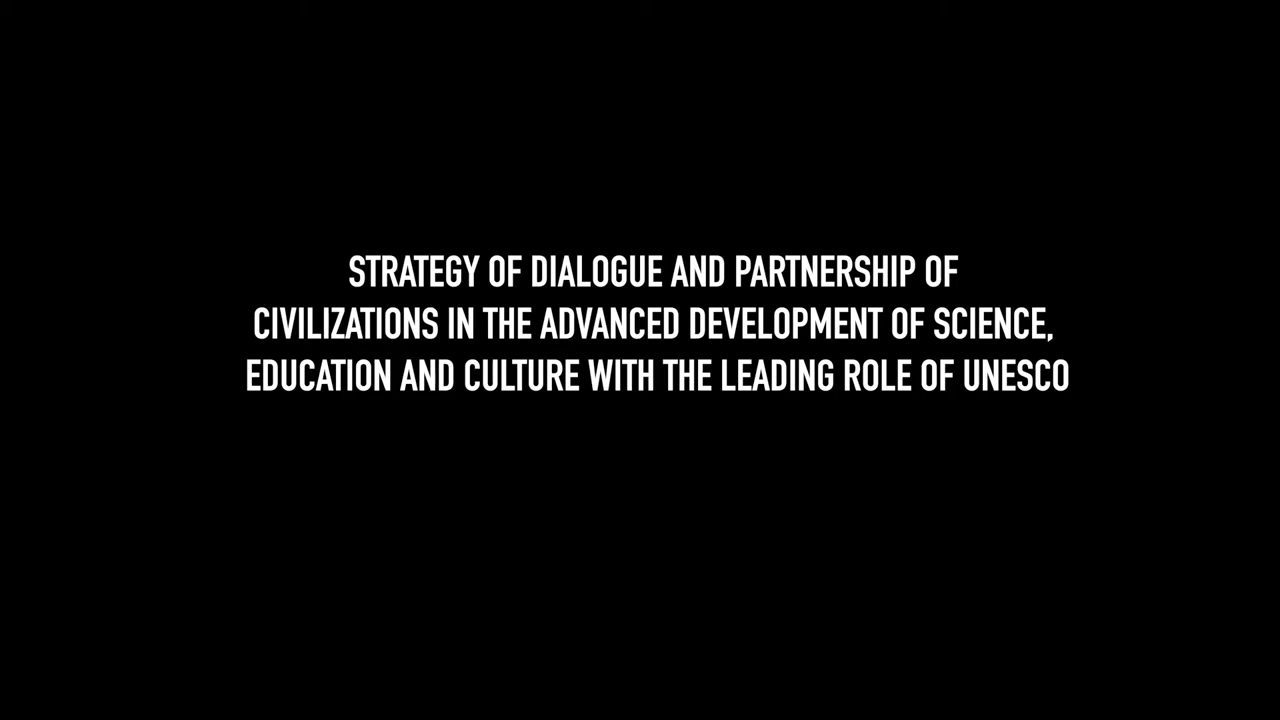 STRATEGY OF DIALOGUE AND PARTNERSHIP OF
CIVILIZATIONS IN THE ADVANCED DEVELOPMENT OF SCIENCE,
EDUCATION AND CULTURE WITH THE LEADING ROLE OF UNESCO